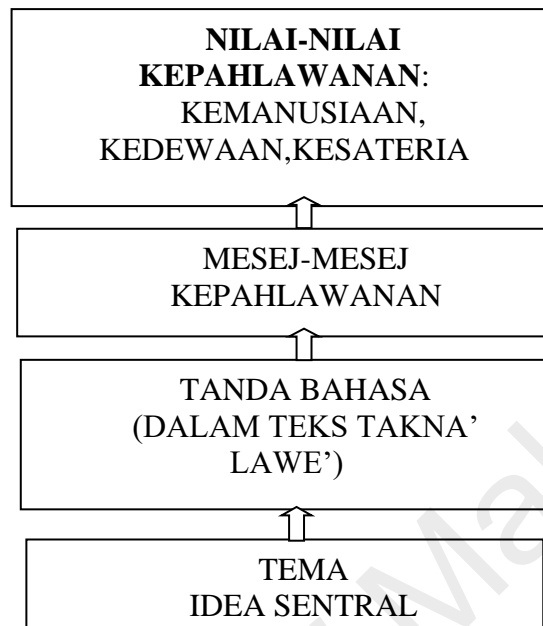 NILAI-NILAI
KEPAHLAWANAN:
KEMANUSIAAN,
KEDEWAAN,KESATERIA
MESEJ-MESEJ
KEPAHLAWANAN
TANDA BAHASA
(DALAM TEKS TAKNA’
LAWE’)
TEMA
IDEA SENTRAL